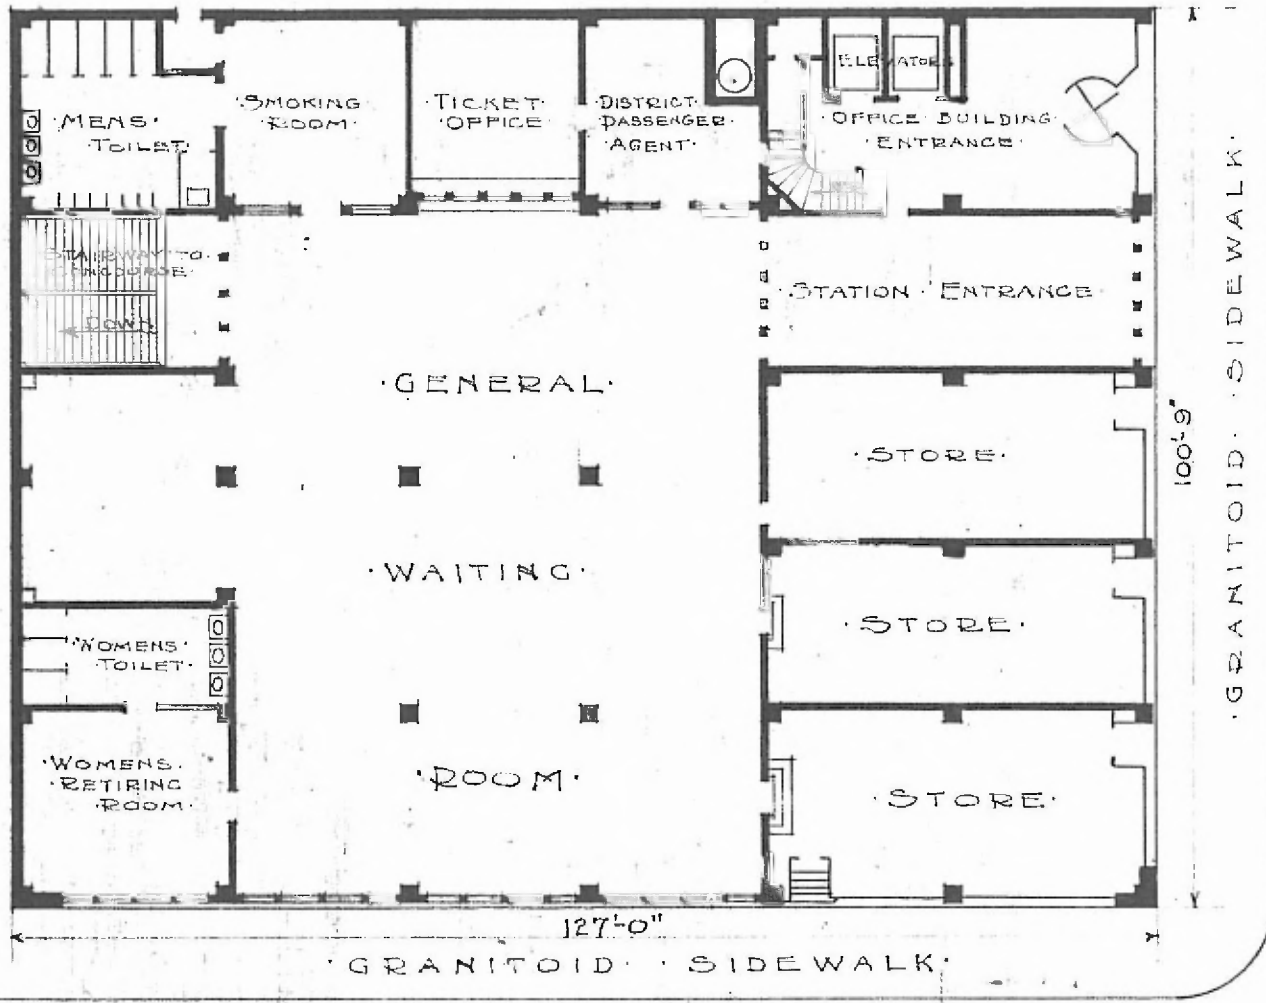 ·MENS·
TOILET·
·SMOKING
·ROOM·
·TICKET·
·OFFICE·
·DISTRICT·
·PASSENGER·
·AGENT·
ELEVATORS
·OFFICE BUILDING·
·ENTRANCE·
STAIRWAY TO·
CONCOURSE·
DOWN
·STATION·ENTRANCE·
·GENERAL·
·WAITING·
·ROOM·
·STORE·
·STORE·
·STORE·
·WOMENS·
·TOILET·
·WOMENS·
·RETIRING
·ROOM·
100'-9"
·GRANITOID· ·SIDEWALK·
127'-0"
·GRANITOID· ·SIDEWALK·